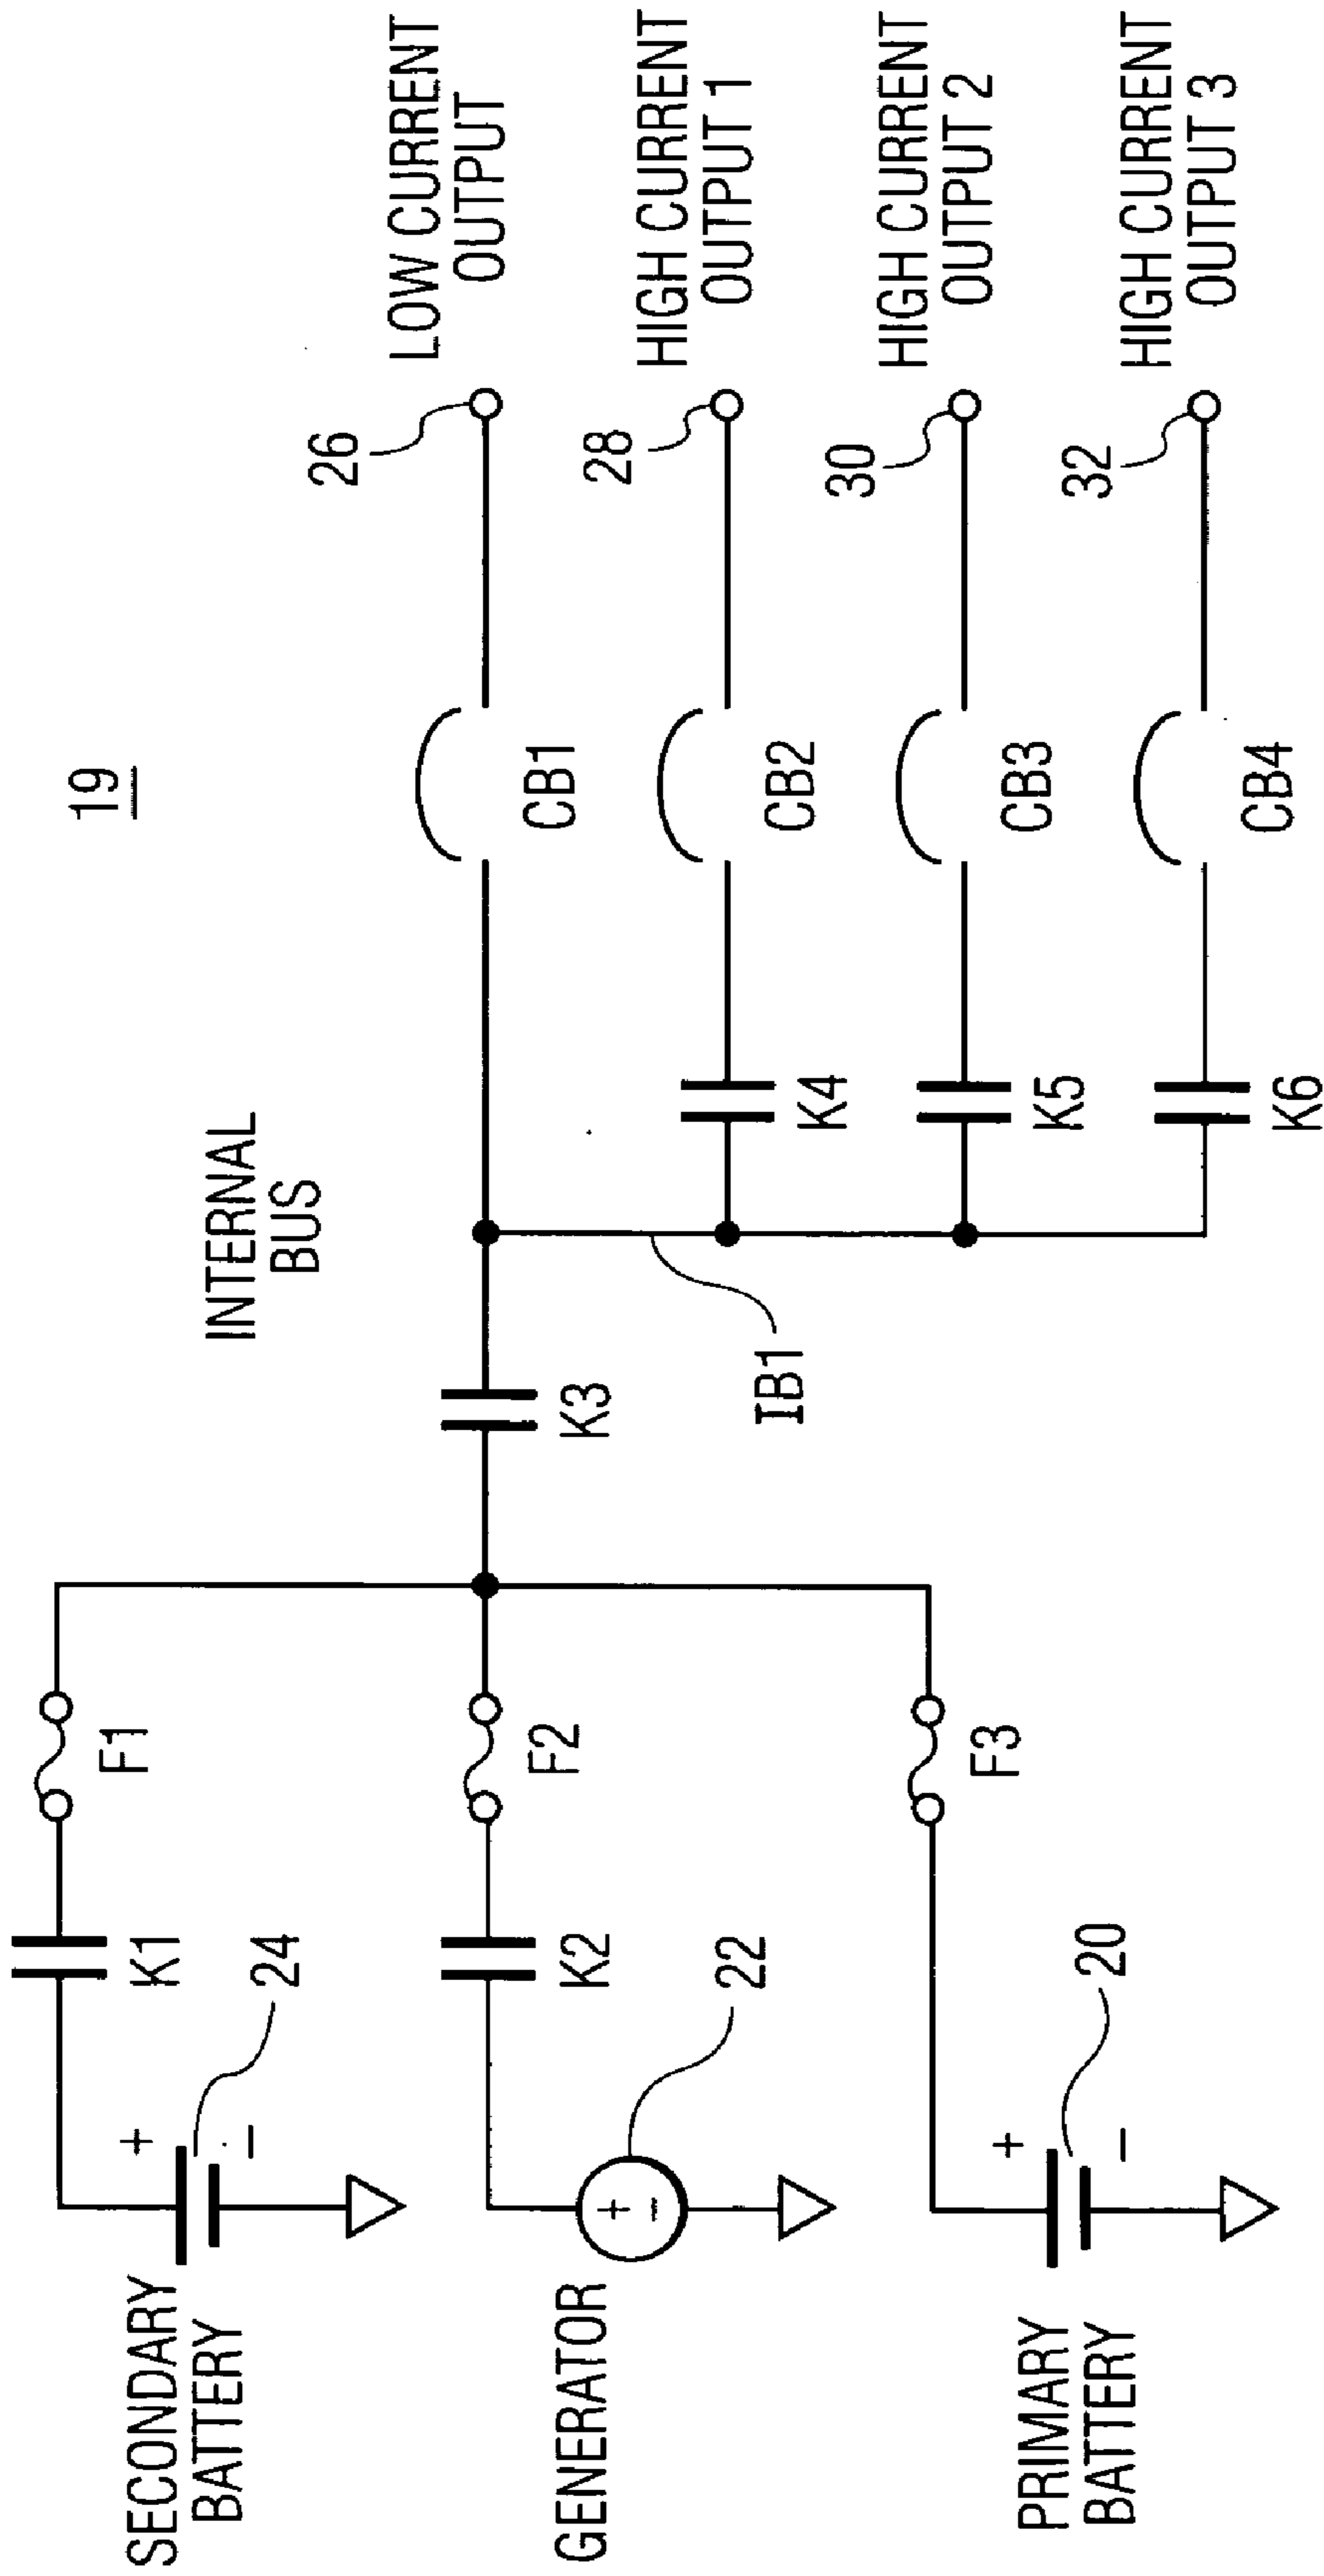 19
SECONDARY
BATTERY
+
−
24
K1
F1
INTERNAL
BUS
LOW CURRENT
OUTPUT
26
CB1
K3
IB1
GENERATOR
+
−
22
K2
F2
HIGH CURRENT
OUTPUT 1
28
CB2
K4
HIGH CURRENT
OUTPUT 2
30
CB3
K5
PRIMARY
BATTERY
+
−
20
F3
HIGH CURRENT
OUTPUT 3
32
CB4
K6